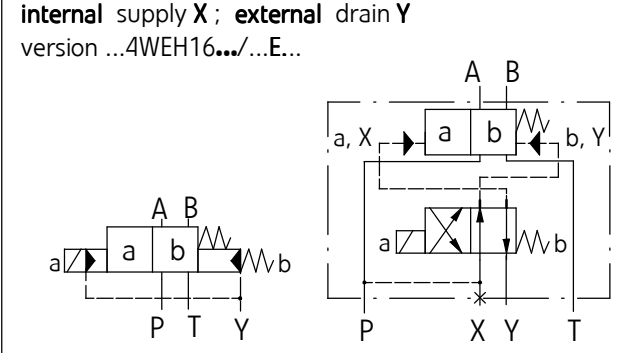 internal supply X ; external drain Y
version ...4WEH16.../...E...
A B
a, X a b b, Y
A B
a a b b
a b
P T Y
P X Y T